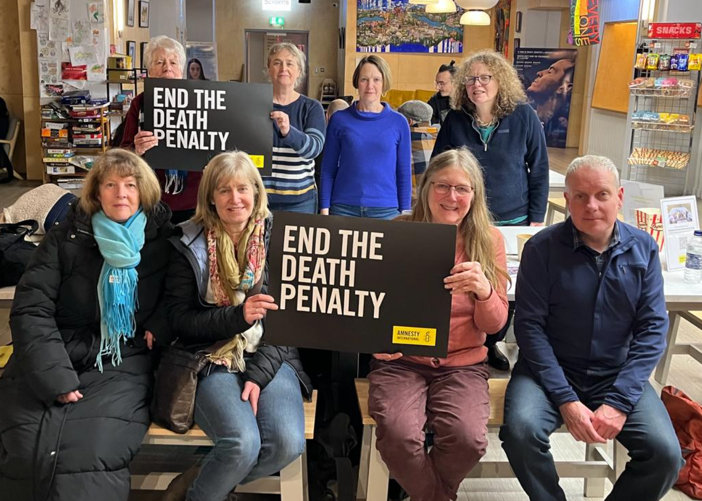 SNACKS
END THE
DEATH
PENALTY
END THE
DEATH
PENALTY
AMNESTY
INTERNATIONAL